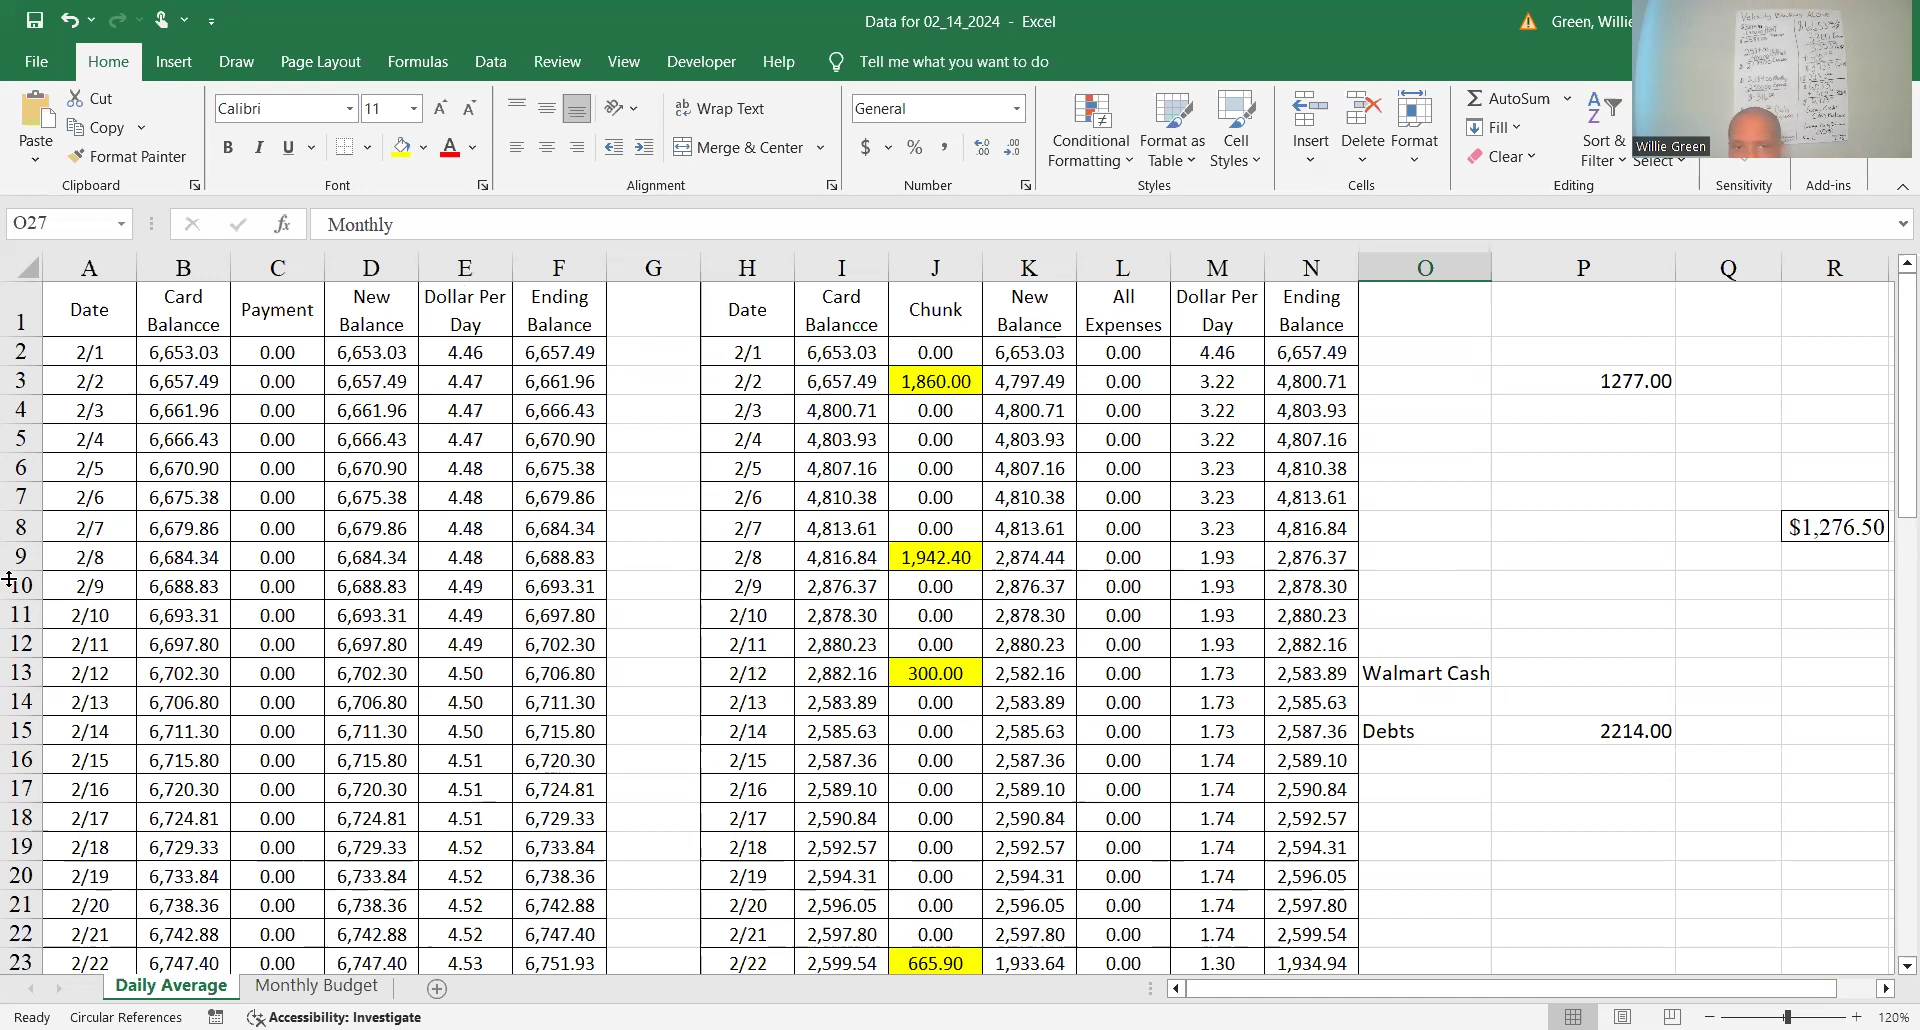 Data for 02_14_2024 - Excel
Green, Willie
File Home Insert Draw Page Layout Formulas Data Review View Developer Help Tell me what you want to do
Paste
Cut
Copy
Format Painter
Clipboard
Calibri 11
B I U
Font
Wrap Text
Merge & Center
Alignment
General
$ % ,
Number
Conditional Formatting
Format as Table
Cell Styles
Styles
Insert Delete Format
Cells
AutoSum
Fill
Clear
Sort & Filter
Select
Editing
Sensitivity
Add-ins
Velocity Banking Alone
Willie Green
O27 fx Monthly
A B C D E F G H I J K L M N O P Q R
1 Date Card Balancce Payment New Balance Dollar Per Day Ending Balance Date Card Balancce Chunk New Balance All Expenses Dollar Per Day Ending Balance
2 2/1 6,653.03 0.00 6,653.03 4.46 6,657.49 2/1 6,653.03 0.00 6,653.03 0.00 4.46 6,657.49
3 2/2 6,657.49 0.00 6,657.49 4.47 6,661.96 2/2 6,657.49 1,860.00 4,797.49 0.00 3.22 4,800.71 1277.00
4 2/3 6,661.96 0.00 6,661.96 4.47 6,666.43 2/3 4,800.71 0.00 4,800.71 0.00 3.22 4,803.93
5 2/4 6,666.43 0.00 6,666.43 4.47 6,670.90 2/4 4,803.93 0.00 4,803.93 0.00 3.22 4,807.16
6 2/5 6,670.90 0.00 6,670.90 4.48 6,675.38 2/5 4,807.16 0.00 4,807.16 0.00 3.23 4,810.38
7 2/6 6,675.38 0.00 6,675.38 4.48 6,679.86 2/6 4,810.38 0.00 4,810.38 0.00 3.23 4,813.61
8 2/7 6,679.86 0.00 6,679.86 4.48 6,684.34 2/7 4,813.61 0.00 4,813.61 0.00 3.23 4,816.84 $1,276.50
9 2/8 6,684.34 0.00 6,684.34 4.48 6,688.83 2/8 4,816.84 1,942.40 2,874.44 0.00 1.93 2,876.37
10 2/9 6,688.83 0.00 6,688.83 4.49 6,693.31 2/9 2,876.37 0.00 2,876.37 0.00 1.93 2,878.30
11 2/10 6,693.31 0.00 6,693.31 4.49 6,697.80 2/10 2,878.30 0.00 2,878.30 0.00 1.93 2,880.23
12 2/11 6,697.80 0.00 6,697.80 4.49 6,702.30 2/11 2,880.23 0.00 2,880.23 0.00 1.93 2,882.16
13 2/12 6,702.30 0.00 6,702.30 4.50 6,706.80 2/12 2,882.16 300.00 2,582.16 0.00 1.73 2,583.89 Walmart Cash
14 2/13 6,706.80 0.00 6,706.80 4.50 6,711.30 2/13 2,583.89 0.00 2,583.89 0.00 1.73 2,585.63
15 2/14 6,711.30 0.00 6,711.30 4.50 6,715.80 2/14 2,585.63 0.00 2,585.63 0.00 1.73 2,587.36 Debts 2214.00
16 2/15 6,715.80 0.00 6,715.80 4.51 6,720.30 2/15 2,587.36 0.00 2,587.36 0.00 1.74 2,589.10
17 2/16 6,720.30 0.00 6,720.30 4.51 6,724.81 2/16 2,589.10 0.00 2,589.10 0.00 1.74 2,590.84
18 2/17 6,724.81 0.00 6,724.81 4.51 6,729.33 2/17 2,590.84 0.00 2,590.84 0.00 1.74 2,592.57
19 2/18 6,729.33 0.00 6,729.33 4.52 6,733.84 2/18 2,592.57 0.00 2,592.57 0.00 1.74 2,594.31
20 2/19 6,733.84 0.00 6,733.84 4.52 6,738.36 2/19 2,594.31 0.00 2,594.31 0.00 1.74 2,596.05
21 2/20 6,738.36 0.00 6,738.36 4.52 6,742.88 2/20 2,596.05 0.00 2,596.05 0.00 1.74 2,597.80
22 2/21 6,742.88 0.00 6,742.88 4.52 6,747.40 2/21 2,597.80 0.00 2,597.80 0.00 1.74 2,599.54
23 2/22 6,747.40 0.00 6,747.40 4.53 6,751.93 2/22 2,599.54 665.90 1,933.64 0.00 1.30 1,934.94
Daily Average Monthly Budget
Ready Circular References Accessibility: Investigate 120%